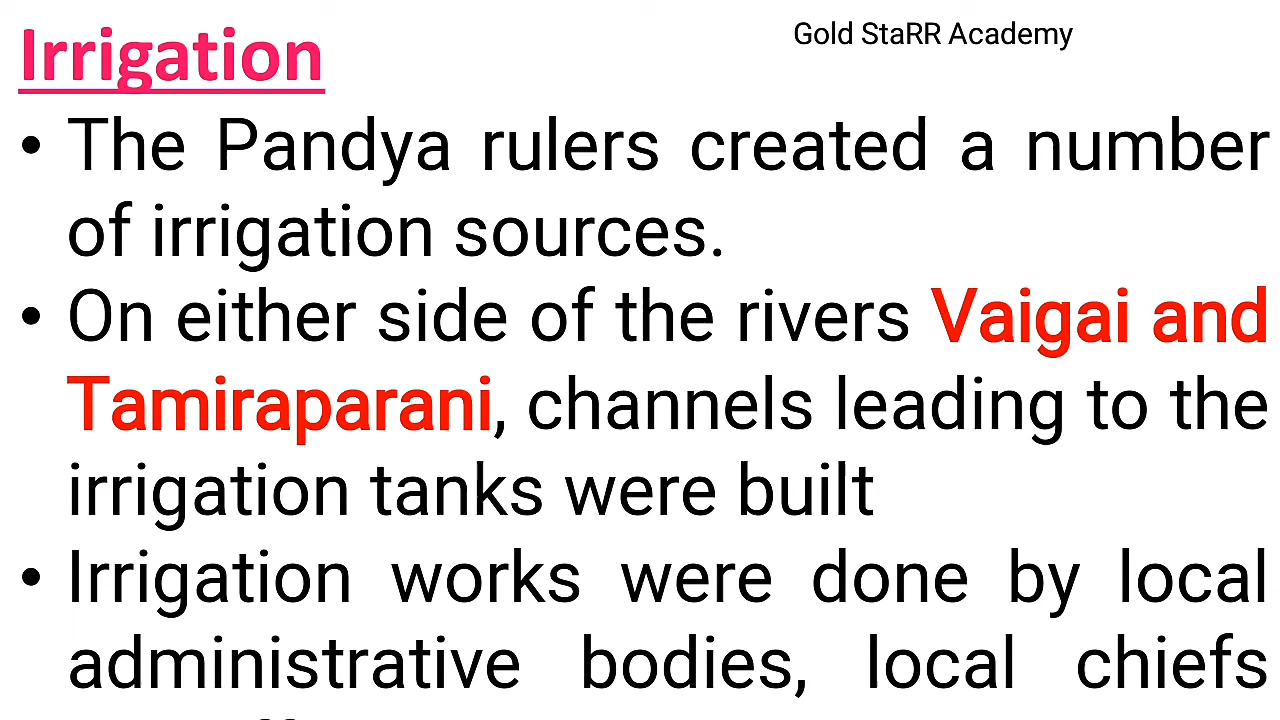 Irrigation
Gold StaRR Academy
• The Pandya rulers created a number
of irrigation sources.
• On either side of the rivers Vaigai and
Tamiraparani, channels leading to the
irrigation tanks were built
• Irrigation works were done by local
administrative bodies, local chiefs